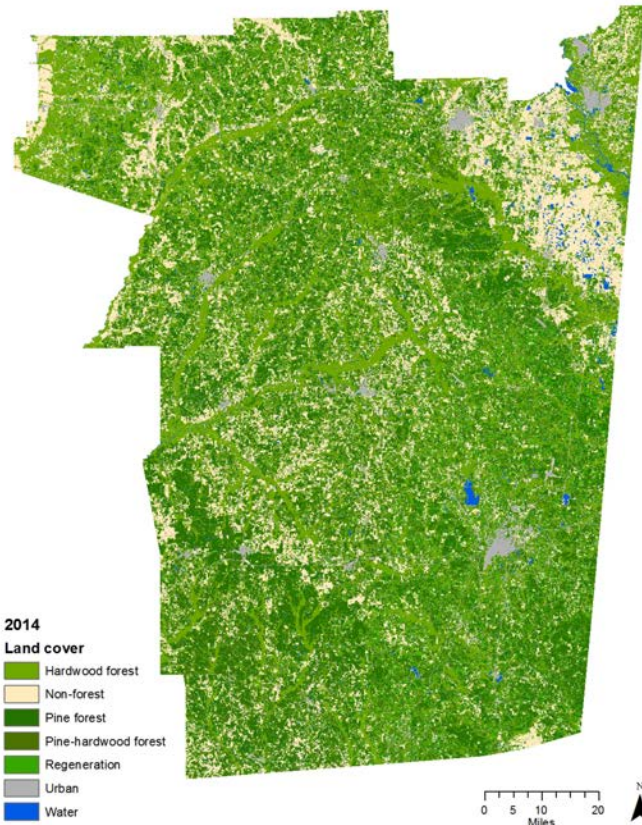 2014
Land cover
Hardwood forest
Non-forest
Pine forest
Pine-hardwood forest
Regeneration
Urban
Water
0 5 10 20
Miles
N